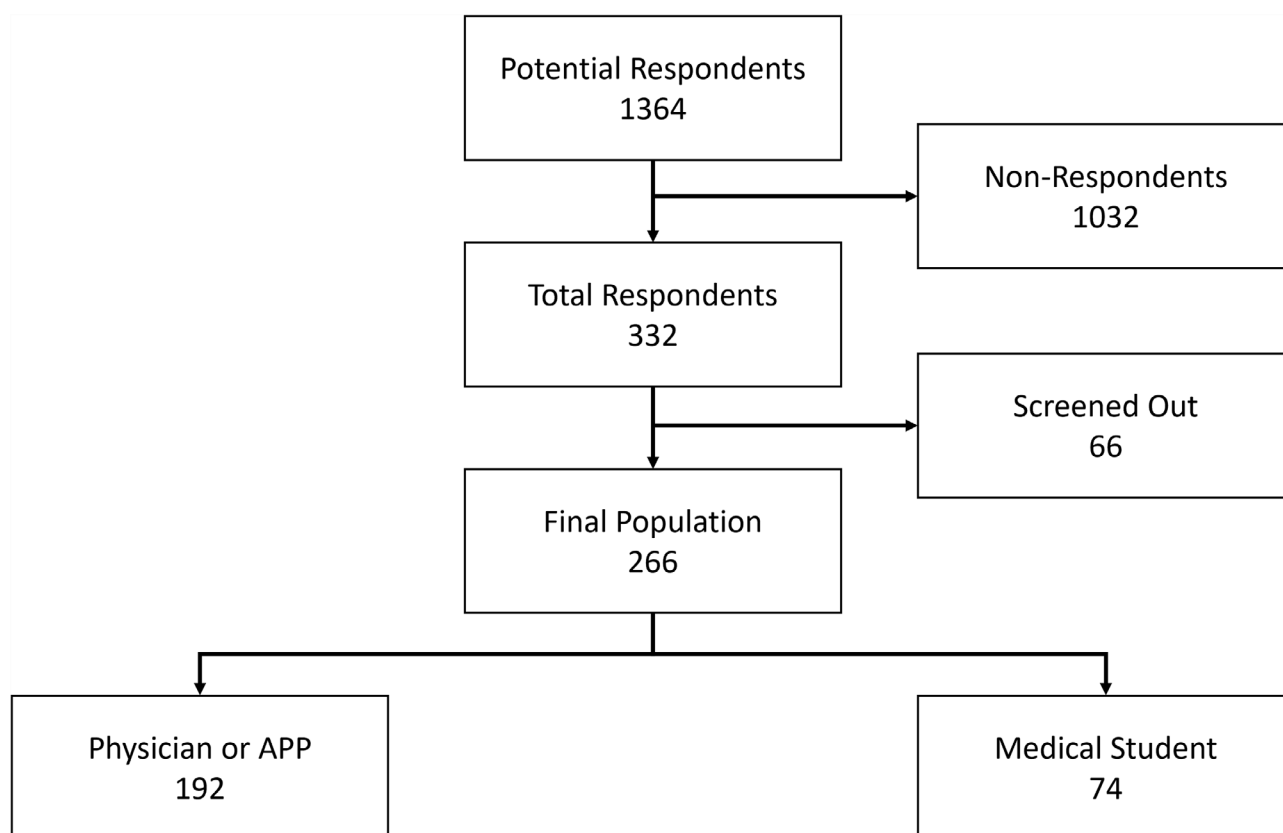 Potential Respondents
1364
Non-Respondents
1032
Total Respondents
332
Screened Out
66
Final Population
266
Physician or APP
192
Medical Student
74